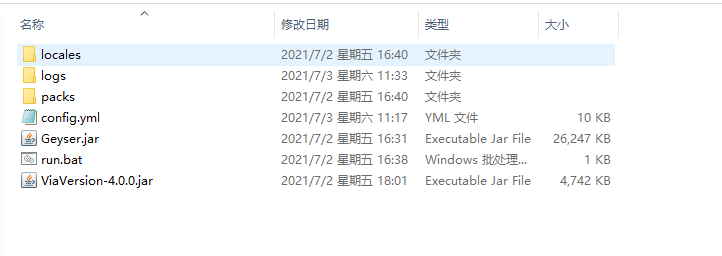 名称 修改日期 类型 大小
locales 2021/7/2 星期五 16:40 文件夹
logs 2021/7/3 星期六 11:33 文件夹
packs 2021/7/2 星期五 16:40 文件夹
config.yml 2021/7/3 星期六 11:17 YML 文件 10 KB
Geyser.jar 2021/7/2 星期五 16:31 Executable Jar File 26,247 KB
run.bat 2021/7/2 星期五 16:38 Windows 批处理... 1 KB
ViaVersion-4.0.0.jar 2021/7/2 星期五 18:01 Executable Jar File 4,742 KB